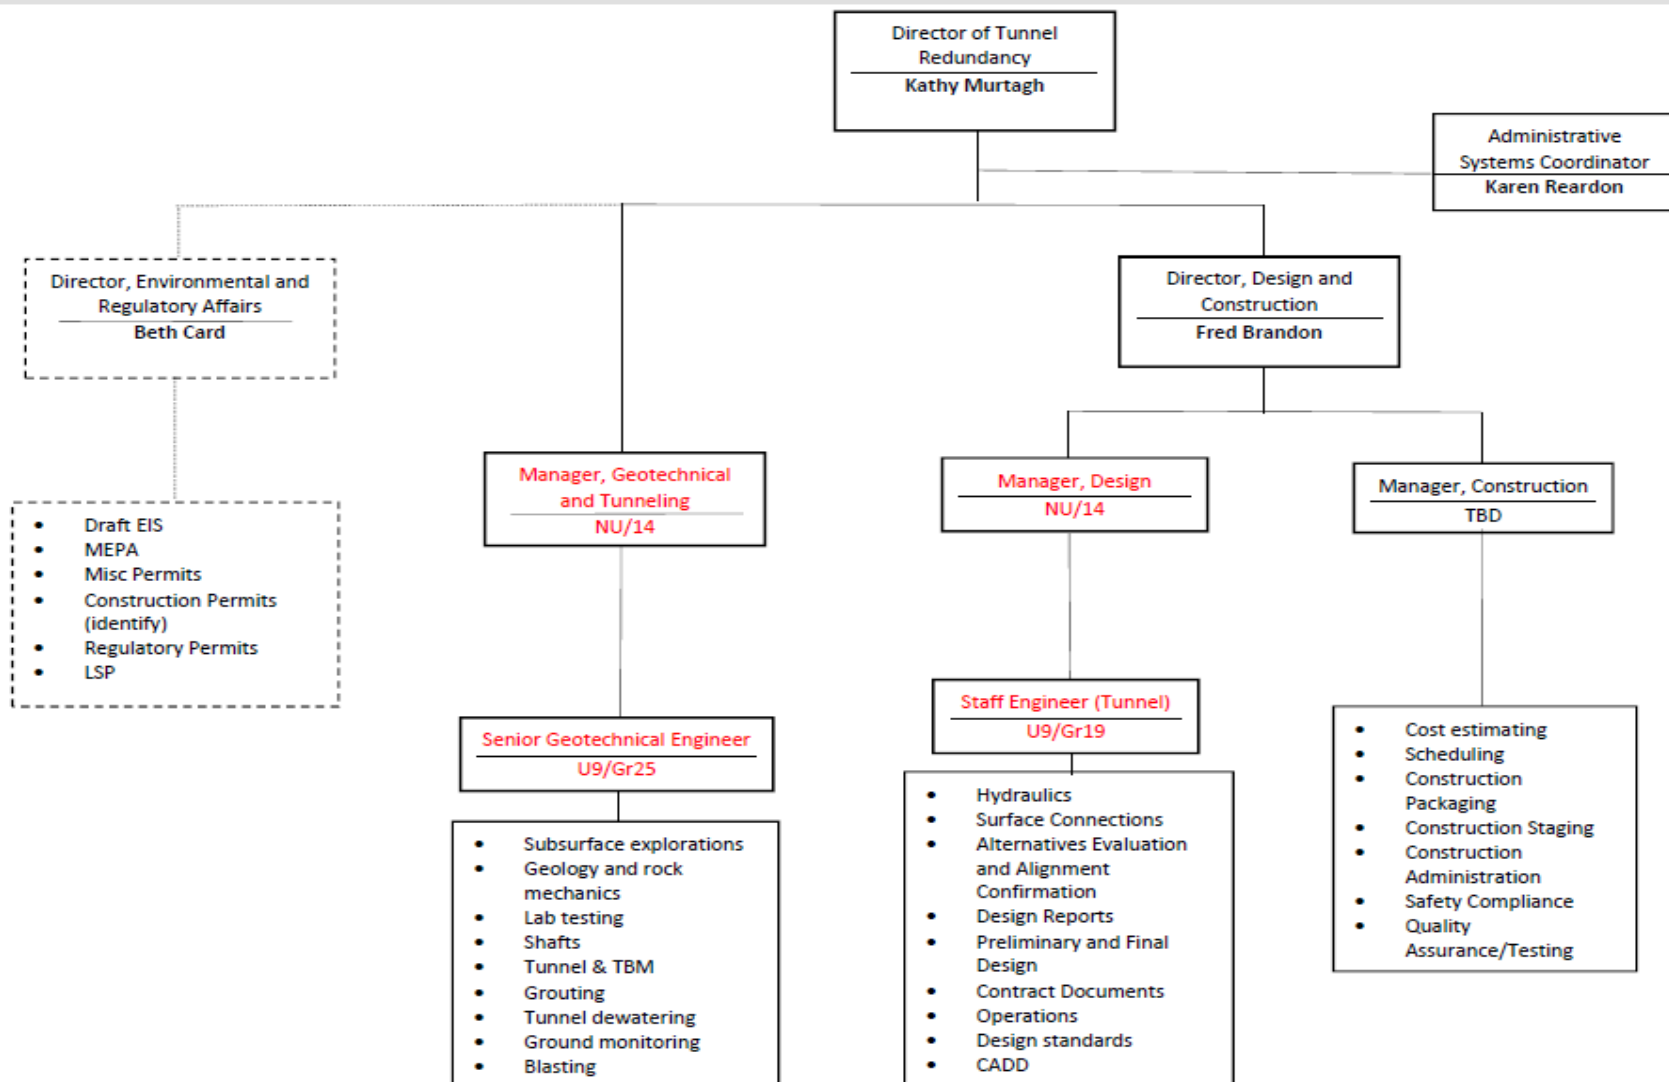 Director of Tunnel
Redundancy
Kathy Murtagh
Administrative
Systems Coordinator
Karen Reardon
Director, Environmental and
Regulatory Affairs
Beth Card
Director, Design and
Construction
Fred Brandon
Manager, Geotechnical
and Tunneling
NU/14
Manager, Design
NU/14
Manager, Construction
TBD
• Draft EIS
• MEPA
• Misc Permits
• Construction Permits
(identify)
• Regulatory Permits
• LSP
Senior Geotechnical Engineer
U9/Gr25
Staff Engineer (Tunnel)
U9/Gr19
• Subsurface explorations
• Geology and rock
mechanics
• Lab testing
• Shafts
• Tunnel & TBM
• Grouting
• Tunnel dewatering
• Ground monitoring
• Blasting
• Hydraulics
• Surface Connections
• Alternatives Evaluation
and Alignment
Confirmation
• Design Reports
• Preliminary and Final
Design
• Contract Documents
• Operations
• Design standards
• CADD
• Cost estimating
• Scheduling
• Construction
Packaging
• Construction Staging
• Construction
Administration
• Safety Compliance
• Quality
Assurance/Testing